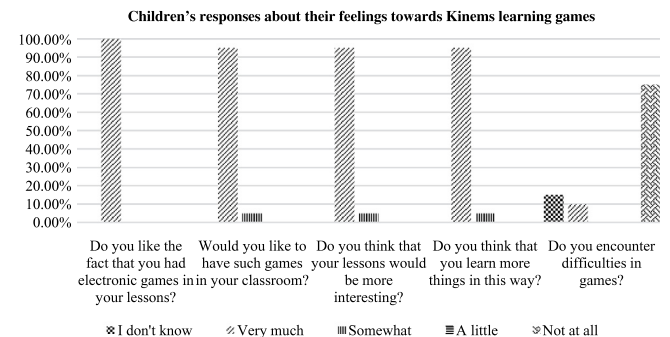 Children's responses about their feelings towards Kinems learning games
100.00%
90.00%
80.00%
70.00%
60.00%
50.00%
40.00%
30.00%
20.00%
10.00%
0.00%
Do you like the
fact that you had
electronic games in
your lessons?
Would you like to
have such games
in your classroom?
Do you think that
your lessons would
be more
interesting?
Do you think that
you learn more
things in this way?
Do you encounter
difficulties in
games?
I don't know
Very much
Somewhat
A little
Not at all